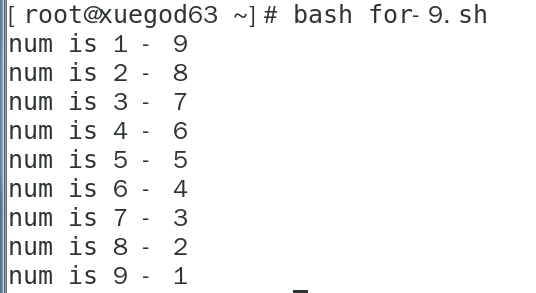 [root@xuegod63 ~]# bash for-9.sh
num is 1 - 9
num is 2 - 8
num is 3 - 7
num is 4 - 6
num is 5 - 5
num is 6 - 4
num is 7 - 3
num is 8 - 2
num is 9 - 1